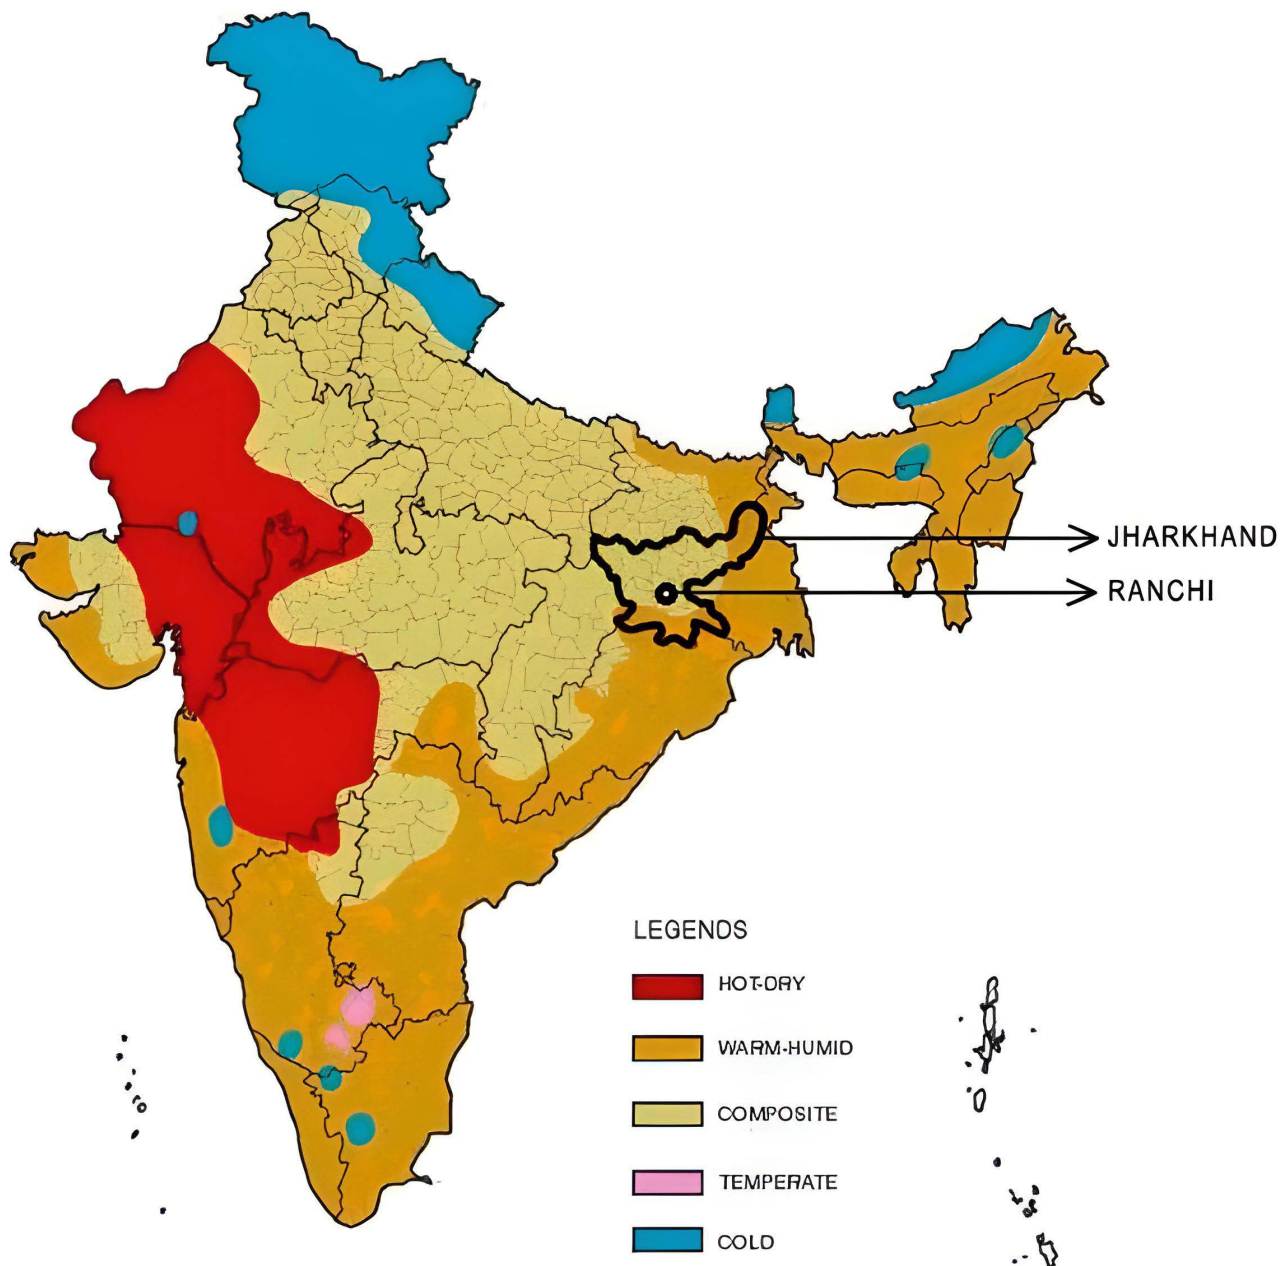 JHARKHAND
RANCHI
LEGENDS
HOT-DRY
WARM-HUMID
COMPOSITE
TEMPERATE
COLD